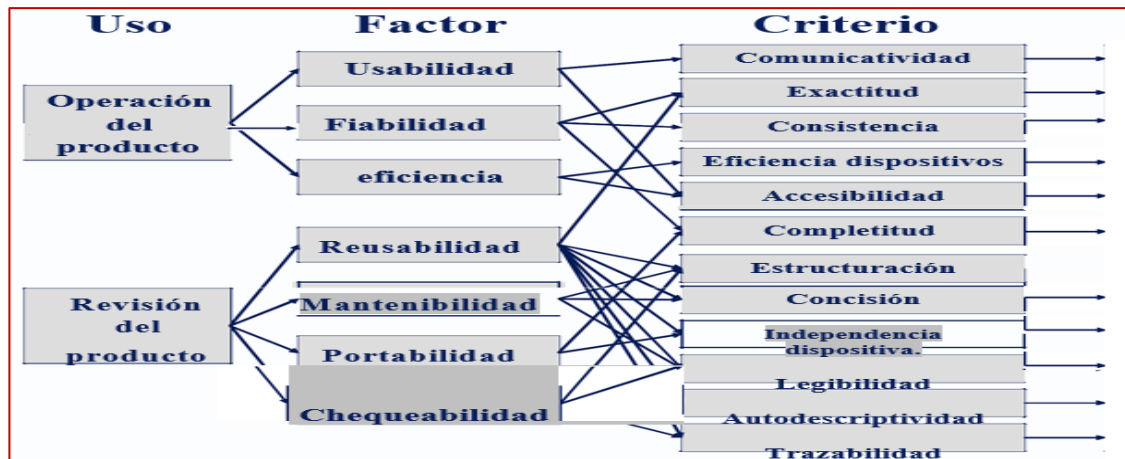 Uso Factor Criterio
Operación
del
producto
Revisión
del
producto
Usabilidad
Fiabilidad
eficiencia
Reusabilidad
Mantenibilidad
Portabilidad
Chequeabilidad
Comunicatividad
Exactitud
Consistencia
Eficiencia dispositivos
Accesibilidad
Completitud
Estructuración
Concisión
Independencia
dispositiva.
Legibilidad
Autodescriptividad
Trazabilidad